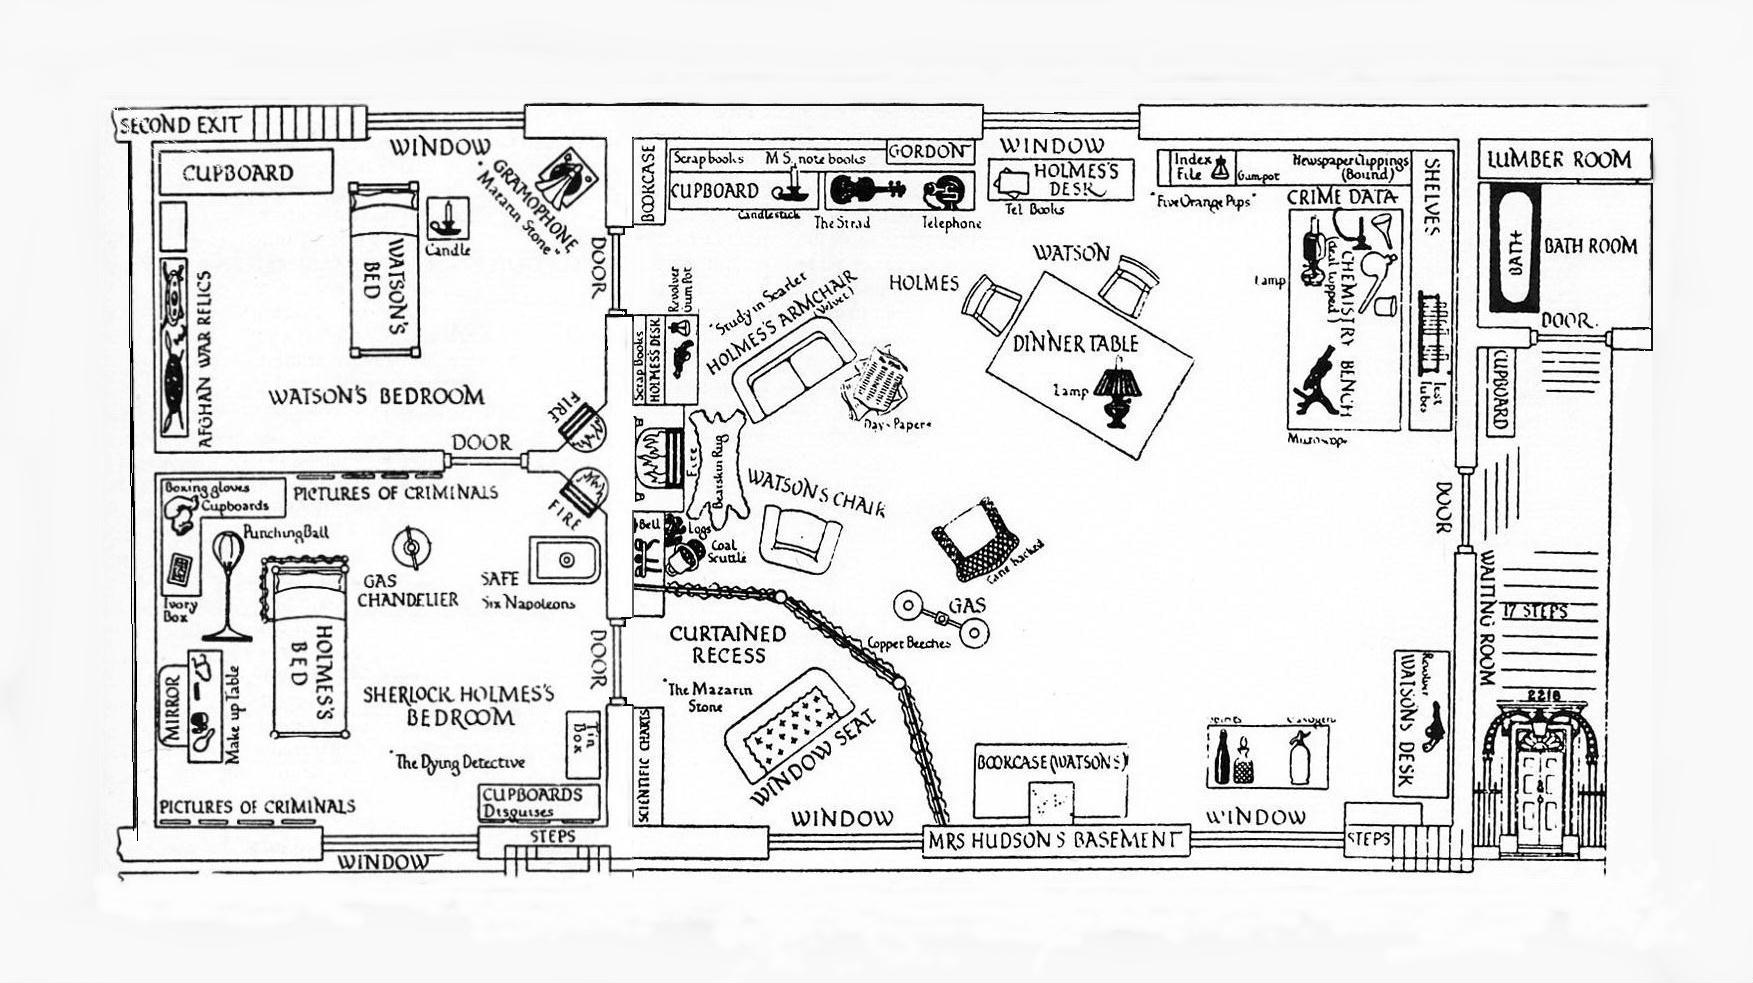 SECOND EXIT
CUPBOARD
WINDOW
GRAMOPHONE
"Mazarin Stone"
WATSON'S
BED
Candle
DOOR
AFGHAN WAR RELICS
WATSON'S BEDROOM
FIRE
DOOR
Boxing gloves
Cupboards
PICTURES OF CRIMINALS
FIRE
Punching Ball
GAS
CHANDELIER
SAFE
Six Napoleons
Ivory
Box
HOLMES'S
BED
DOOR
MIRROR
Make up Table
SHERLOCK HOLMES'S
BEDROOM
Tin
Box
"The Dying Detective
PICTURES OF CRIMINALS
CUPBOARDS
Disguises
STEPS
WINDOW
BOOKCASE
Scrap books
M S, note books
GORDON
CUPBOARD
Candlestick
The Strad
Telephone
WINDOW
HOLMES'S
DESK
Tel Books
Index
File
Gumpot
Newspaper Clippings
(Bound)
"Five Orange Pips"
CRIME DATA
SHELVES
Revolver
Gum Pot
Scrap books
HOLMES' DESK
"Study in Scarlet
HOLMES'S ARMCHAIR
(Velvet)
HOLMES
WATSON
DINNER TABLE
Lamp
Lamp
CHEMISTRY BENCH
(deal topped)
Test
Tubes
Fire
Bearskin Rug
WATSON'S CHAIR
Bell
Logs
Coal
Scuttle
Cane backed
GAS
Copper Beeches
CURTAINED
RECESS
"The Mazarin
Stone
WINDOW SEAT
SCIENTIFIC CHARTS
WINDOW
BOOKCASE (WATSON'S)
MRS HUDSON'S BASEMENT
WINDOW
Revolver
WATSON'S DESK
STEPS
LUMBER ROOM
BATH
BATH ROOM
DOOR.
CUPBOARD
DOOR
WAITING ROOM
17 STEPS
221B